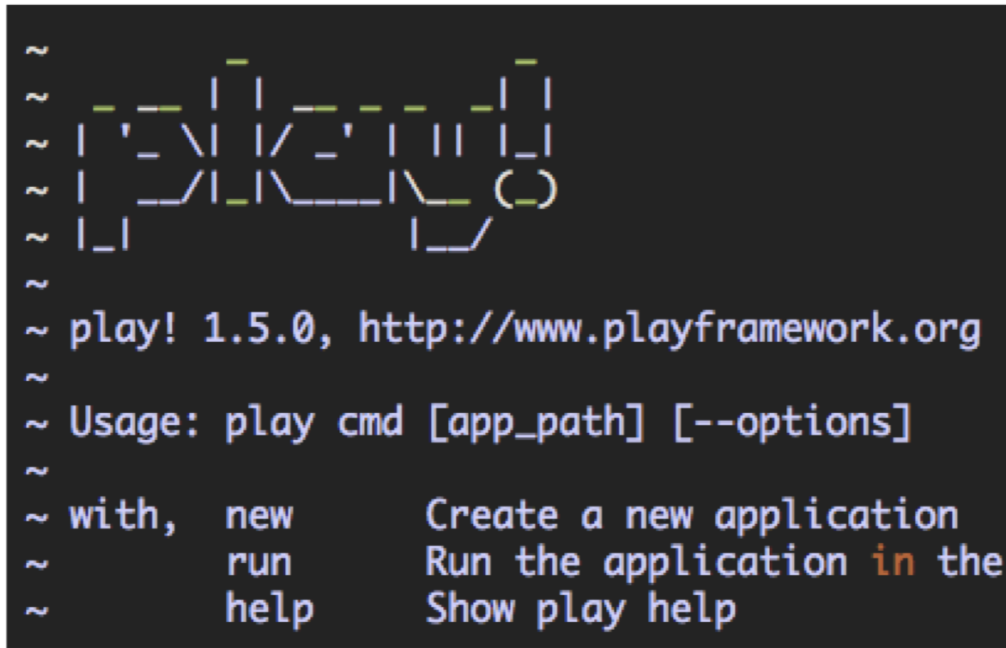 ~        _            _
~  _ __ | | __ _ _  _| |
~ | '_ \| |/ _' | || |_|
~ |  __/|_|\____|\__ (_)
~ |_|            |__/
~
~ play! 1.5.0, http://www.playframework.org
~
~ Usage: play cmd [app_path] [--options]
~
~ with,  new      Create a new application
~        run      Run the application in the
~        help     Show play help